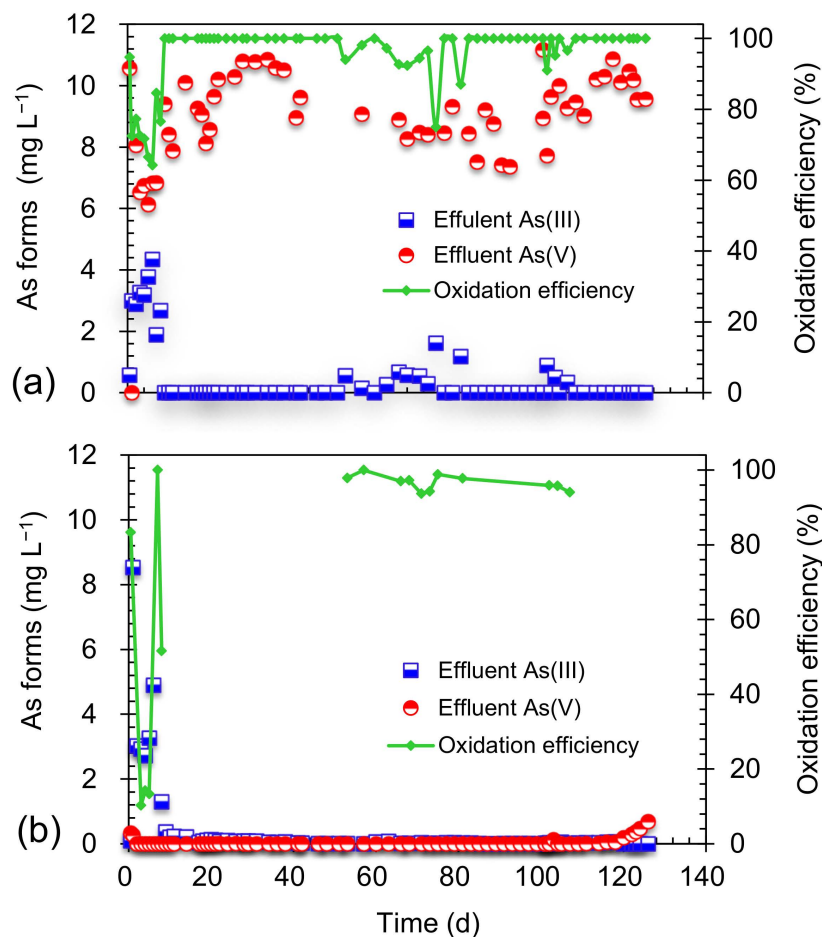 12
10
8
6
4
2
0
As forms (mg L⁻¹)
100
80
60
40
20
0
Oxidation efficiency (%)
Effulent As(III)
Effluent As(V)
Oxidation efficiency
(a)
12
10
8
6
4
2
0
As forms (mg L⁻¹)
100
80
60
40
20
0
Oxidation efficiency (%)
Effluent As(III)
Effluent As(V)
Oxidation efficiency
(b)
0 20 40 60 80 100 120 140
Time (d)